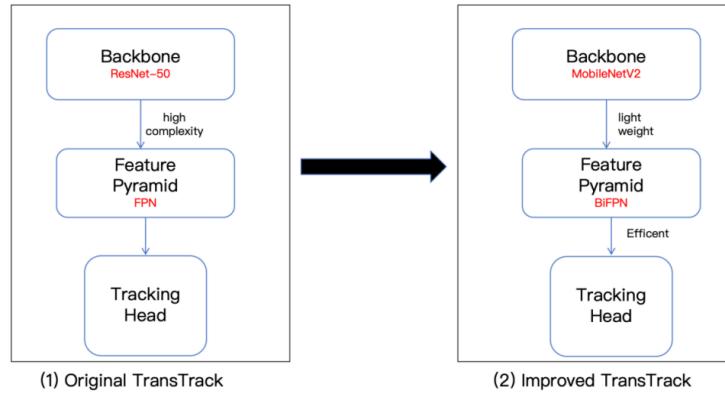 Backbone
ResNet-50
high
complexity
Feature
Pyramid
FPN
Tracking
Head
(1) Original TransTrack
Backbone
MobileNetV2
light
weight
Feature
Pyramid
BiFPN
Efficent
Tracking
Head
(2) Improved TransTrack